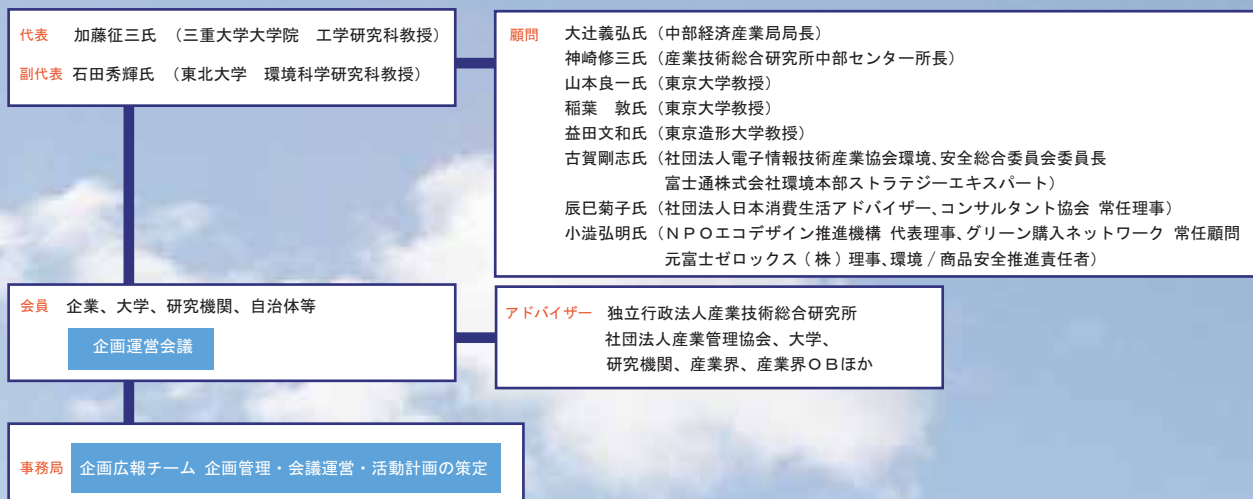 代表 加藤征三氏 （三重大学大学院 工学研究科教授）
副代表 石田秀輝氏 （東北大学 環境科学研究科教授）
顧問 大辻義弘氏（中部経済産業局局長）
神崎修三氏（産業技術総合研究所中部センター所長）
山本良一氏（東京大学教授）
稲葉 敦氏（東京大学教授）
益田文和氏（東京造形大学教授）
古賀剛志氏（社団法人電子情報技術産業協会環境、安全総合委員会委員長
富士通株式会社環境本部ストラテジーエキスパート）
辰巳菊子氏（社団法人日本消費生活アドバイザー、コンサルタント協会 常任理事）
小澁弘明氏（ＮＰＯエコデザイン推進機構 代表理事、グリーン購入ネットワーク 常任顧問
元富士ゼロックス（株）理事、環境/商品安全推進責任者）
会員 企業、大学、研究機関、自治体等
企画運営会議
アドバイザー 独立行政法人産業技術総合研究所
社団法人産業管理協会、大学、
研究機関、産業界、産業界ＯＢほか
事務局 企画広報チーム 企画管理・会議運営・活動計画の策定